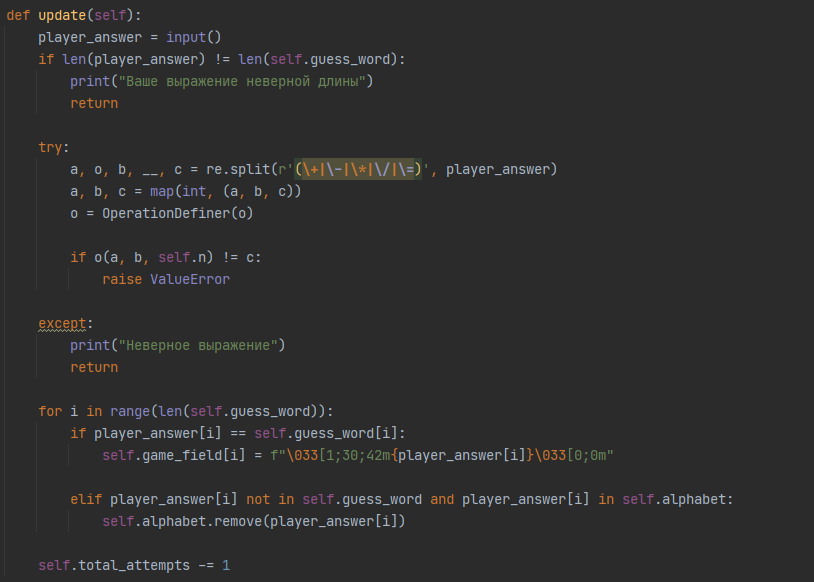 def update(self):
    player_answer = input()
    if len(player_answer) != len(self.guess_word):
        print("Ваше выражение неверной длины")
        return

    try:
        a, o, b, __, c = re.split(r'(\+|\-|\*|\/|\=)', player_answer)
        a, b, c = map(int, (a, b, c))
        o = OperationDefiner(o)

        if o(a, b, self.n) != c:
            raise ValueError

    except:
        print("Неверное выражение")
        return

    for i in range(len(self.guess_word)):
        if player_answer[i] == self.guess_word[i]:
            self.game_field[i] = f"\033[1;30;42m{player_answer[i]}\033[0;0m"

        elif player_answer[i] not in self.guess_word and player_answer[i] in self.alphabet:
            self.alphabet.remove(player_answer[i])

    self.total_attempts -= 1